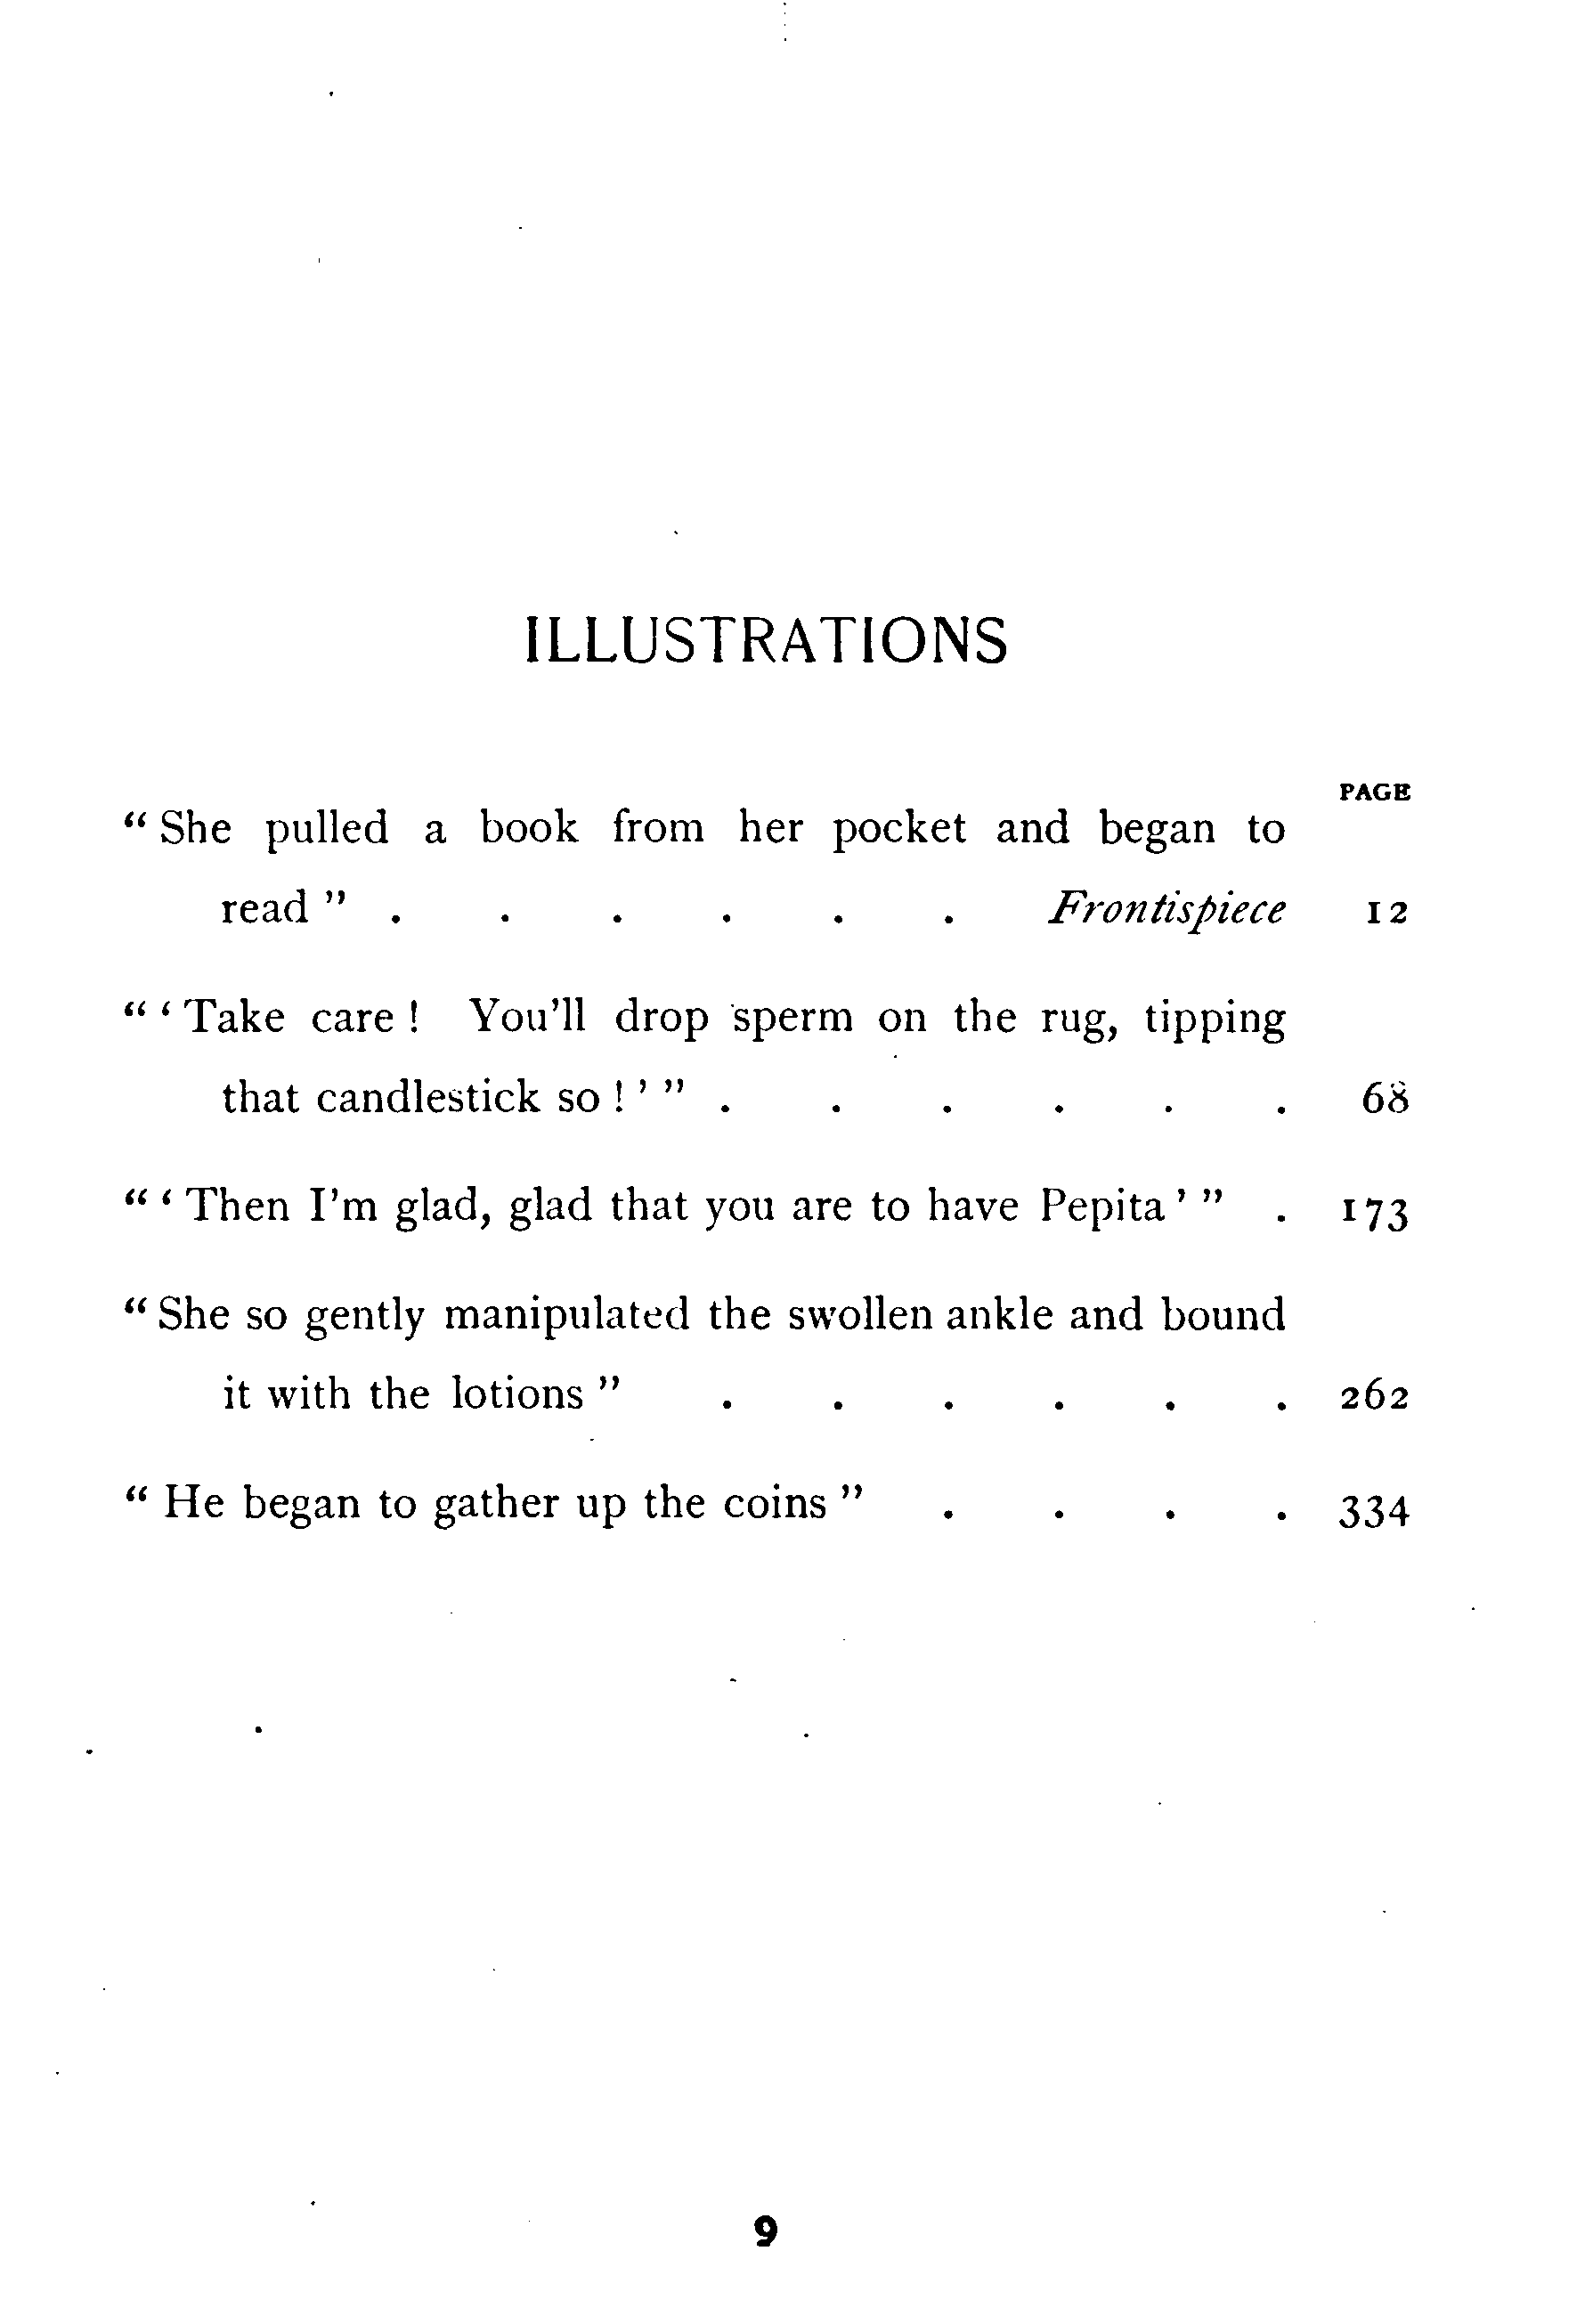 ILLUSTRATIONS
PAGE
“ She pulled a book from her pocket and began to
read ” . . . . . . Frontispiece 12
“ ‘ Take care ! You’ll drop sperm on the rug, tipping
that candlestick so ! ’ ” . . . . . . 68
“ ‘ Then I’m glad, glad that you are to have Pepita ’ ” . 173
“ She so gently manipulated the swollen ankle and bound
it with the lotions ” . . . . . . 262
“ He began to gather up the coins ” . . . . 334
9